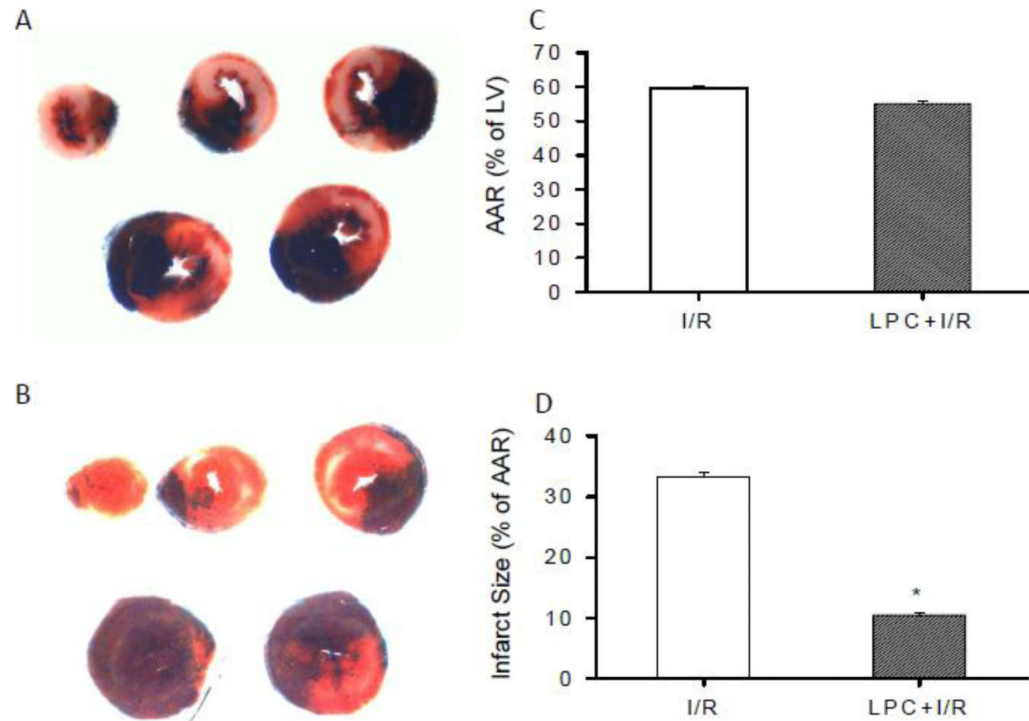 A
B
C
AAR (% of LV)
70
60
50
40
30
20
10
0
I/R
LPC+I/R
D
Infarct Size (% of AAR)
40
30
20
10
0
*
I/R
LPC+I/R